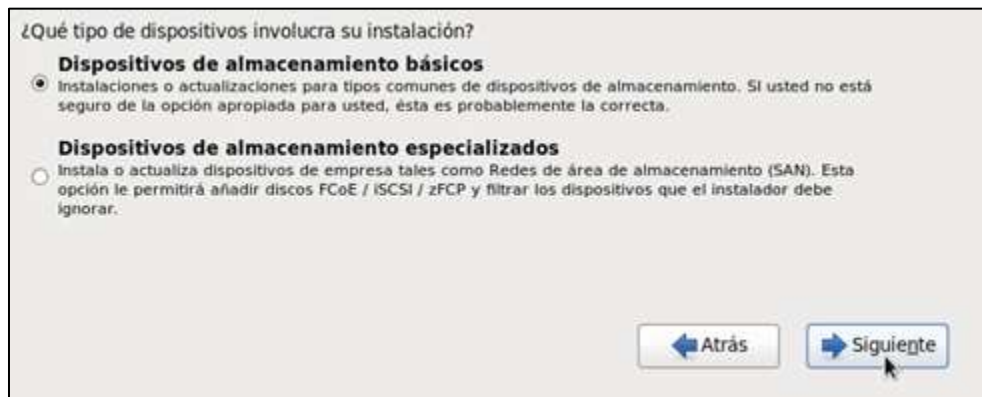 ¿Qué tipo de dispositivos involucra su instalación?
Dispositivos de almacenamiento básicos
Instalaciones o actualizaciones para tipos comunes de dispositivos de almacenamiento. SI usted no está
seguro de la opción apropiada para usted, ésta es probablemente la correcta.
Dispositivos de almacenamiento especializados
Instala o actualiza dispositivos de empresa tales como Redes de área de almacenamiento (SAN). Esta
opción le permitirá añadir discos FCoE / iSCSI / zFCP y filtrar los dispositivos que el instalador debe
ignorar.
Atrás
Siguiente